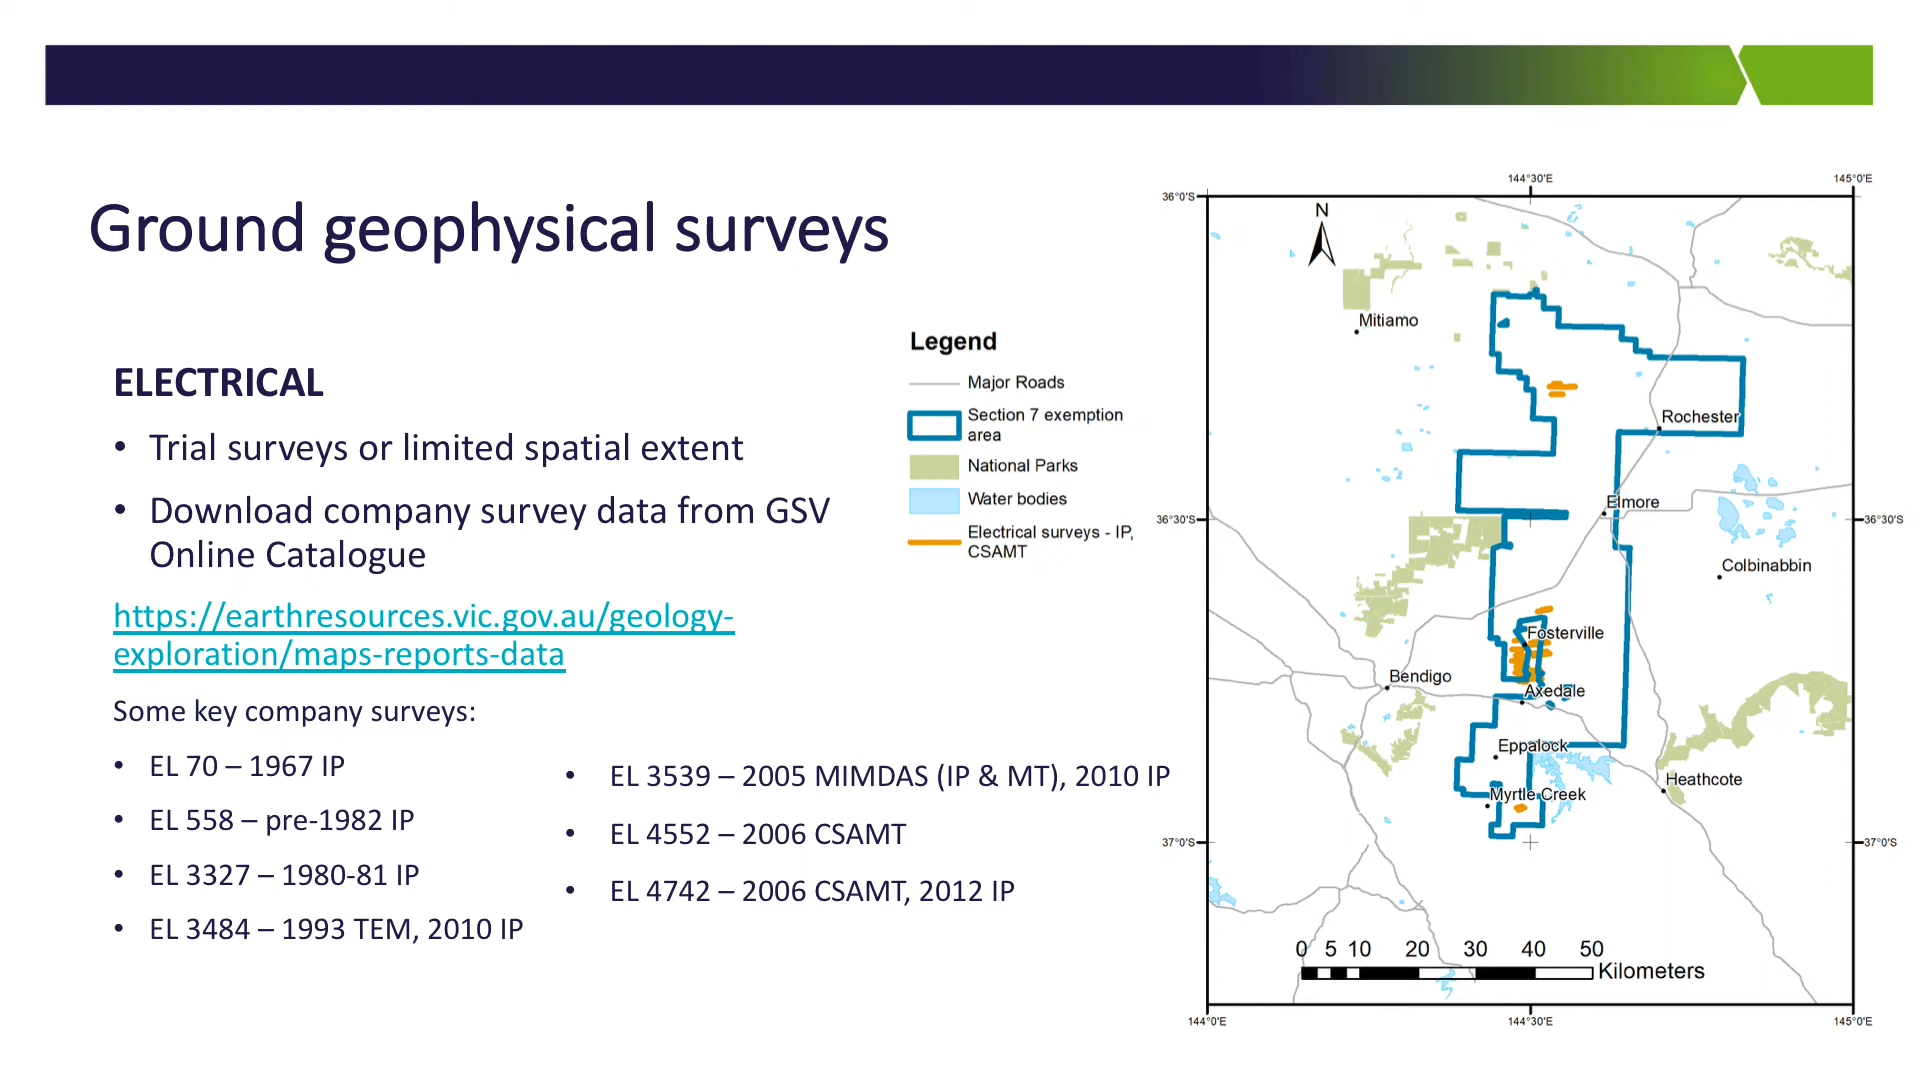 Ground geophysical surveys
ELECTRICAL
• Trial surveys or limited spatial extent
• Download company survey data from GSV
Online Catalogue
https://earthresources.vic.gov.au/geology-
exploration/maps-reports-data
Some key company surveys:
• EL 70 – 1967 IP
• EL 558 – pre-1982 IP
• EL 3327 – 1980-81 IP
• EL 3484 – 1993 TEM, 2010 IP
• EL 3539 – 2005 MIMDAS (IP & MT), 2010 IP
• EL 4552 – 2006 CSAMT
• EL 4742 – 2006 CSAMT, 2012 IP
Legend
Major Roads
Section 7 exemption
area
National Parks
Water bodies
Electrical surveys - IP,
CSAMT
144°30'E
145°0'E
36°0'S
N
Mitiamo
Rochester
Elmore
36°30'S
36°30'S
Colbinabbin
Fosterville
Bendigo
Axedale
Eppalock
Heathcote
Myrtle Creek
37°0'S
37°0'S
0 5 10 20 30 40 50
Kilometers
144°0'E
144°30'E
145°0'E